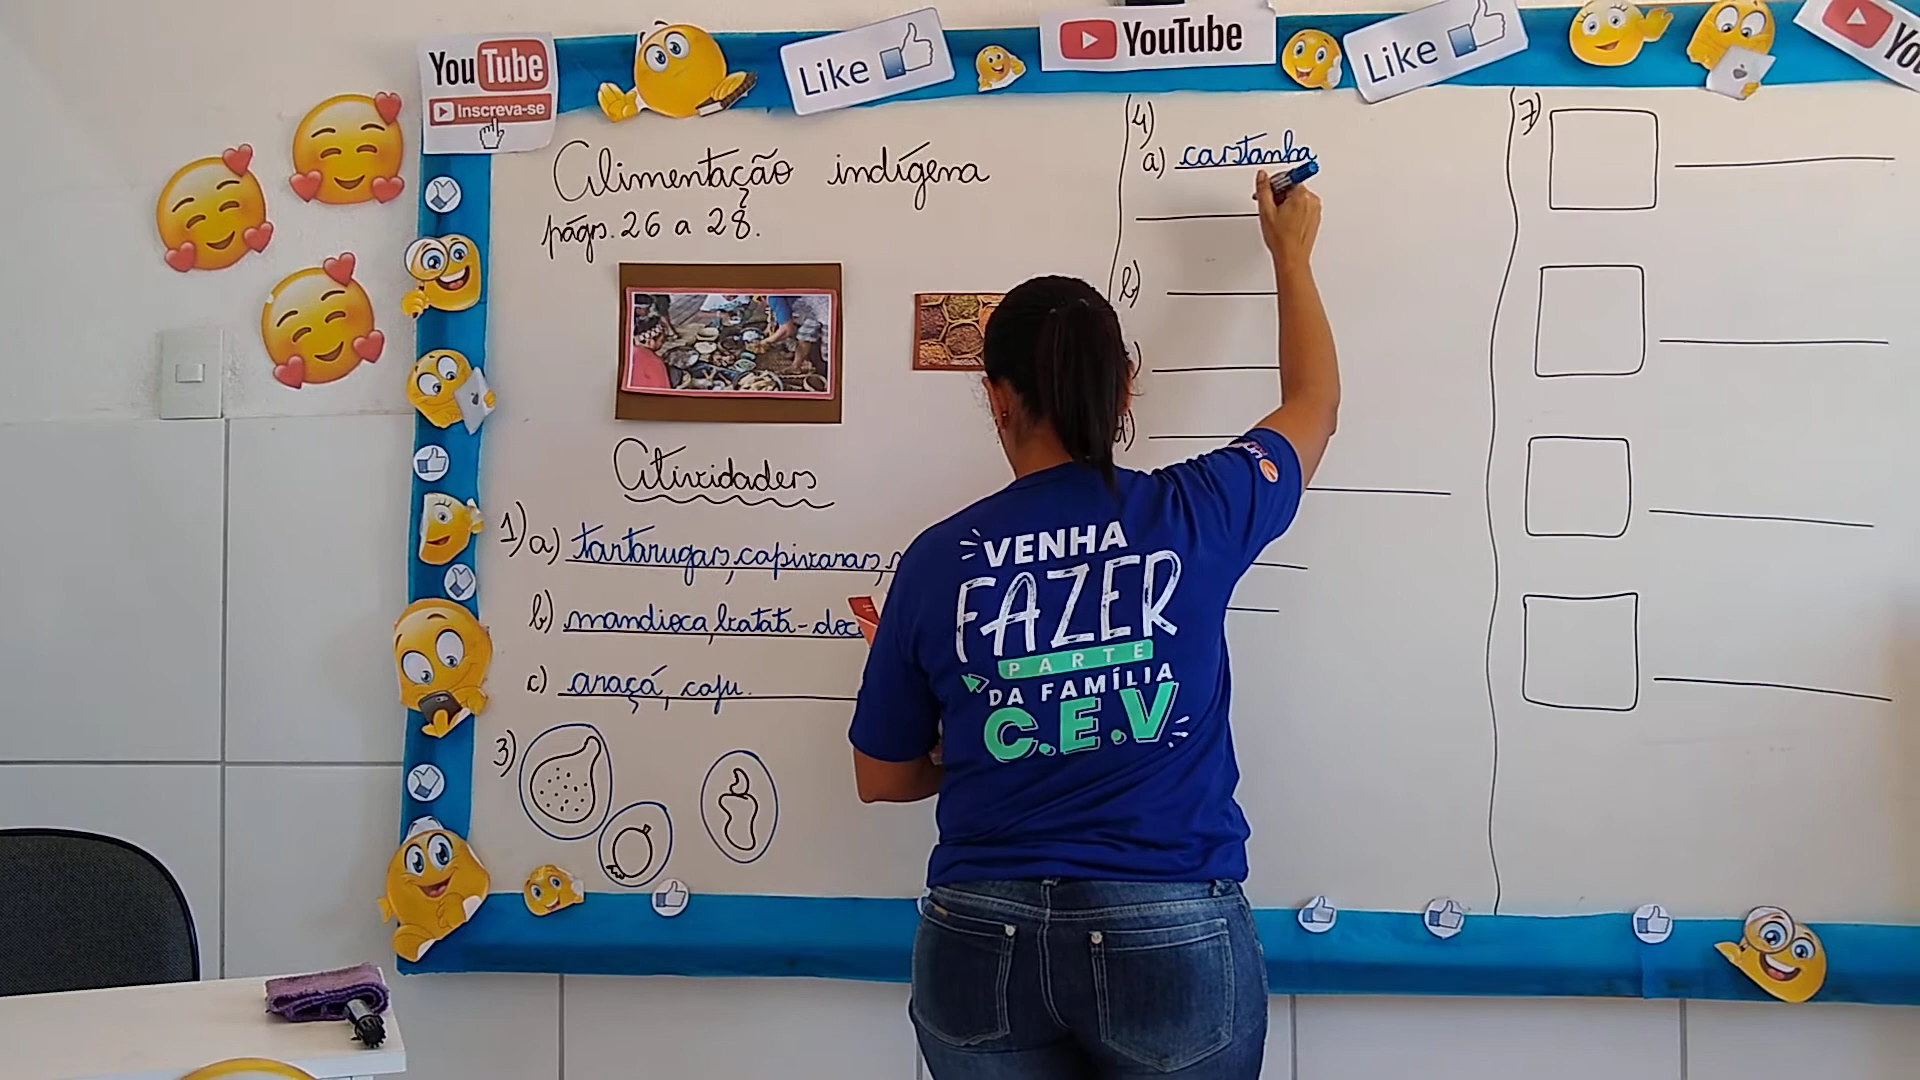 YouTube
Inscreva-se
Like
YouTube
Like
Alimentação indígena
págs. 26 a 28.
Atividades
1) a) tartarugas, capivaras,
b) mandioca, batata-doc
c) araçá, caju.
3)
4)
a) castanha
b)
d)
7)
VENHA
FAZER
PARTE
DA FAMÍLIA
C.E.V